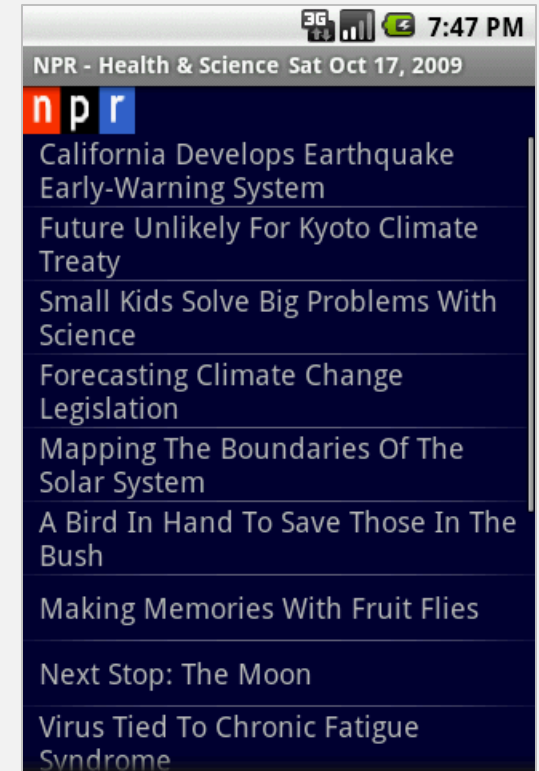 3G 7:47 PM
NPR - Health & Science Sat Oct 17, 2009
n p r
California Develops Earthquake
Early-Warning System
Future Unlikely For Kyoto Climate
Treaty
Small Kids Solve Big Problems With
Science
Forecasting Climate Change
Legislation
Mapping The Boundaries Of The
Solar System
A Bird In Hand To Save Those In The
Bush
Making Memories With Fruit Flies
Next Stop: The Moon
Virus Tied To Chronic Fatigue
Syndrome